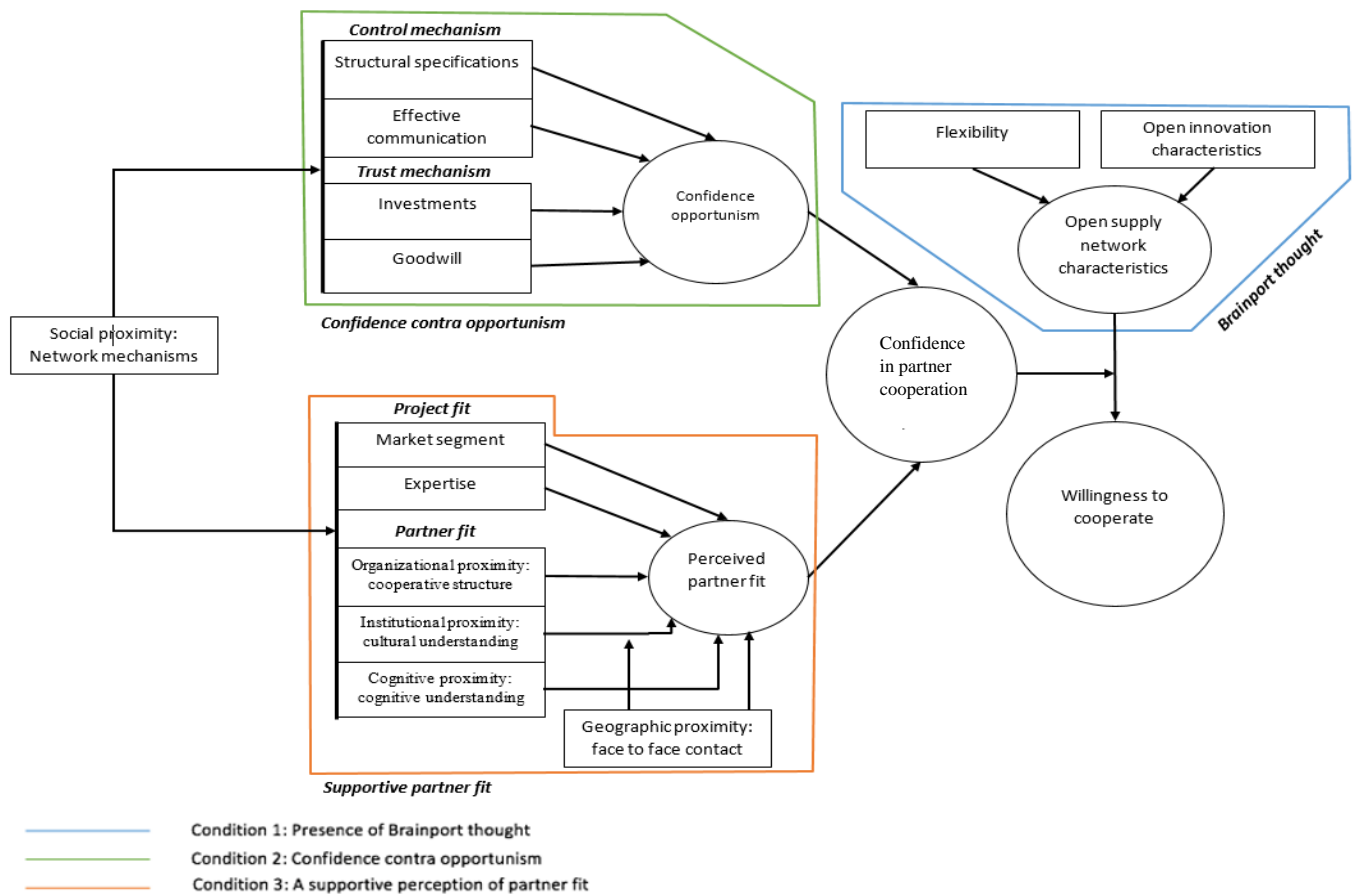 Control mechanism
Structural specifications
Effective
communication
Trust mechanism
Investments
Goodwill
Confidence
opportunism
Confidence contra opportunism
Flexibility
Open innovation
characteristics
Open supply
network
characteristics
Brainport thought
Social proximity:
Network mechanisms
Confidence
in partner
cooperation
.
Willingness to
cooperate
Project fit
Market segment
Expertise
Partner fit
Organizational proximity:
cooperative structure
Institutional proximity:
cultural understanding
Cognitive proximity:
cognitive understanding
Perceived
partner fit
Geographic proximity:
face to face contact
Supportive partner fit
Condition 1: Presence of Brainport thought
Condition 2: Confidence contra opportunism
Condition 3: A supportive perception of partner fit